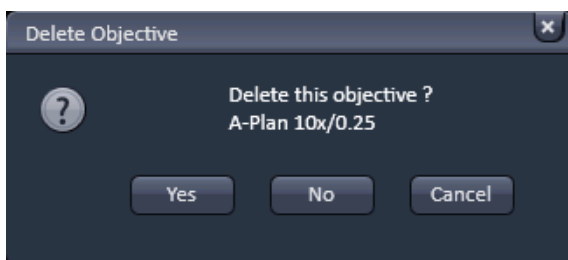 Delete Objective
Delete this objective ?
A-Plan 10x/0.25
Yes No Cancel